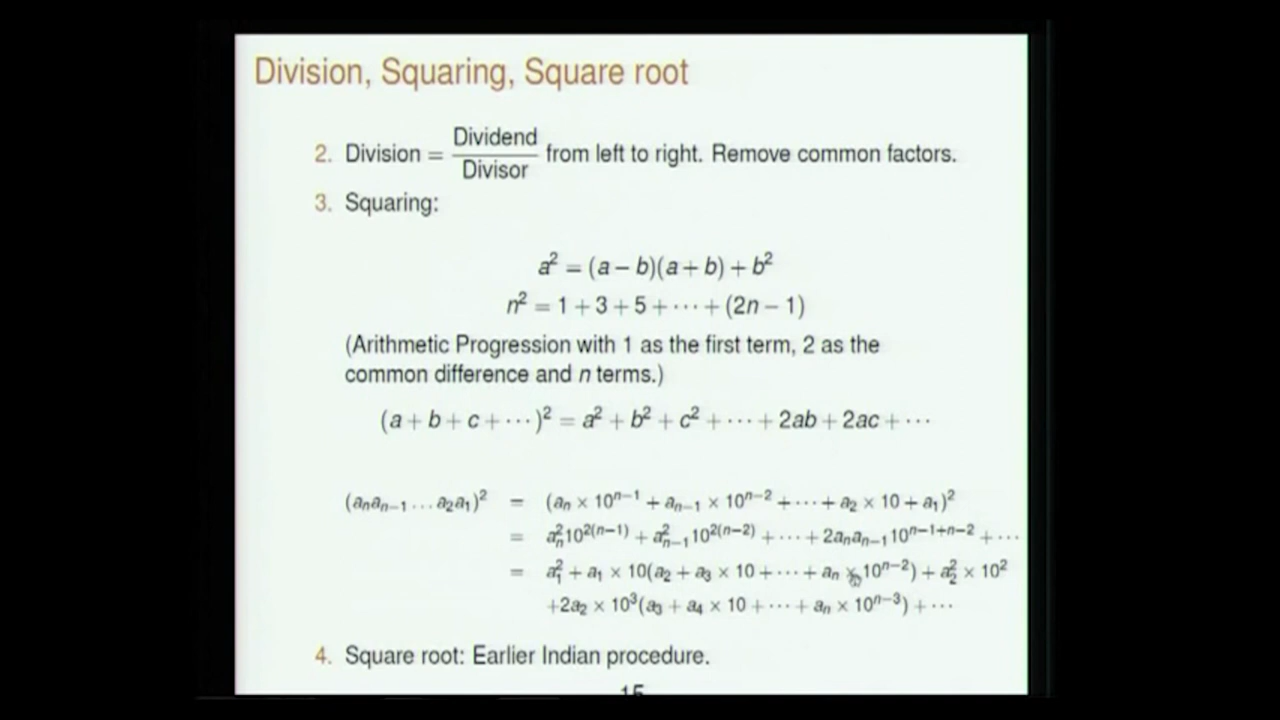 Division, Squaring, Square root
2. Division = Dividend/Divisor from left to right. Remove common factors.
3. Squaring:
a² = (a − b)(a + b) + b²
n² = 1 + 3 + 5 + ··· + (2n − 1)
(Arithmetic Progression with 1 as the first term, 2 as the
common difference and n terms.)
(a + b + c + ···)² = a² + b² + c² + ··· + 2ab + 2ac + ···
(aₙaₙ₋₁ ... a₂a₁)² = (aₙ × 10ⁿ⁻¹ + aₙ₋₁ × 10ⁿ⁻² + ··· + a₂ × 10 + a₁)²
= aₙ²10²⁽ⁿ⁻¹⁾ + aₙ₋₁²10²⁽ⁿ⁻²⁾ + ··· + 2aₙaₙ₋₁10ⁿ⁻¹⁺ⁿ⁻² + ···
= a₁² + a₁ × 10(a₂ + a₃ × 10 + ··· + aₙ × 10ⁿ⁻²) + a₂² × 10²
+2a₂ × 10³(a₃ + a₄ × 10 + ··· + aₙ × 10ⁿ⁻³) + ···
4. Square root: Earlier Indian procedure.